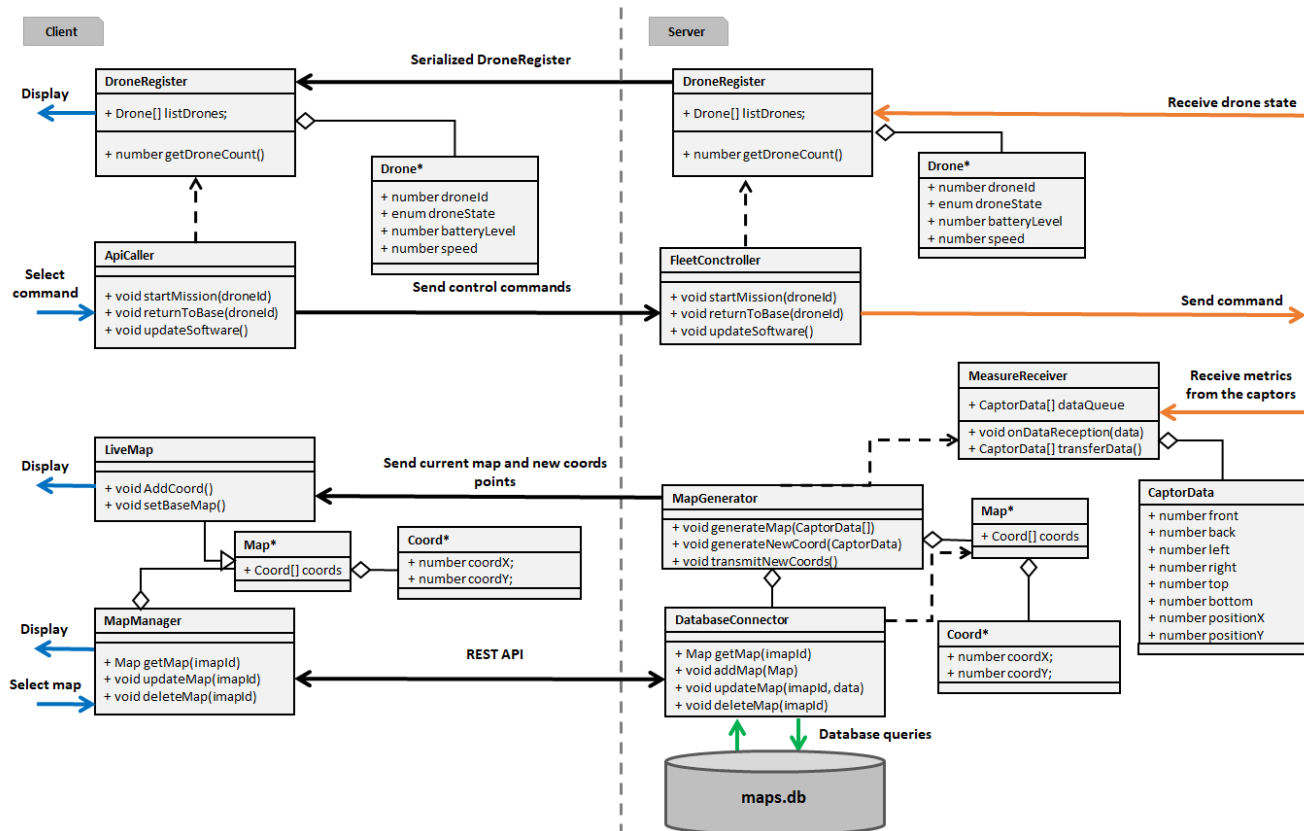 Client
Server
Serialized DroneRegister
DroneRegister
+ Drone[] listDrones;
+ number getDroneCount()
Display
Drone*
+ number droneId
+ enum droneState
+ number batteryLevel
+ number speed
DroneRegister
+ Drone[] listDrones;
+ number getDroneCount()
Receive drone state
Drone*
+ number droneId
+ enum droneState
+ number batteryLevel
+ number speed
Select
command
ApiCaller
+ void startMission(droneId)
+ void returnToBase(droneId)
+ void updateSoftware()
Send control commands
FleetConctroller
+ void startMission(droneId)
+ void returnToBase(droneId)
+ void updateSoftware()
Send command
MeasureReceiver
+ CaptorData[] dataQueue
+ void onDataReception(data)
+ CaptorData[] transferData()
Receive metrics
from the captors
Display
LiveMap
+ void AddCoord()
+ void setBaseMap()
Send current map and new coords
points
MapGenerator
+ void generateMap(CaptorData[])
+ void generateNewCoord(CaptorData)
+ void transmitNewCoords()
Map*
+ Coord[] coords
CaptorData
+ number front
+ number back
+ number left
+ number right
+ number top
+ number bottom
+ number positionX
+ number positionY
Map*
+ Coord[] coords
Coord*
+ number coordX;
+ number coordY;
Display
Select map
MapManager
+ Map getMap(imapId)
+ void updateMap(imapId)
+ void deleteMap(imapId)
REST API
DatabaseConnector
+ Map getMap(imapId)
+ void addMap(Map)
+ void updateMap(imapId, data)
+ void deleteMap(imapId)
Coord*
+ number coordX;
+ number coordY;
Database queries
maps.db